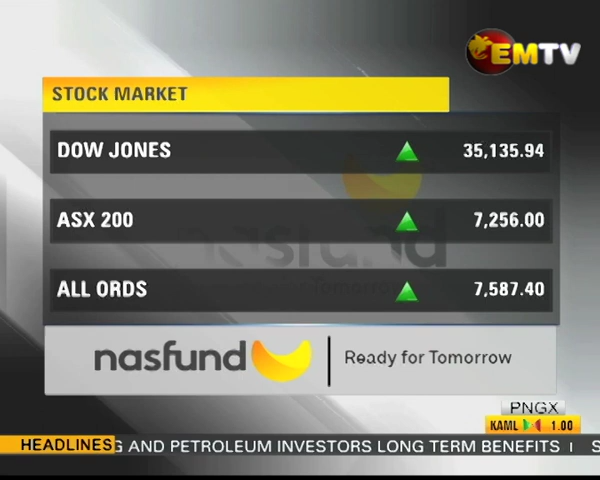 EMTV
STOCK MARKET
DOW JONES 35,135.94
ASX 200 7,256.00
ALL ORDS 7,587.40
nasfund Ready for Tomorrow
PNGX
KAML 1.00
HEADLINES G AND PETROLEUM INVESTORS LONG TERM BENEFITS | S